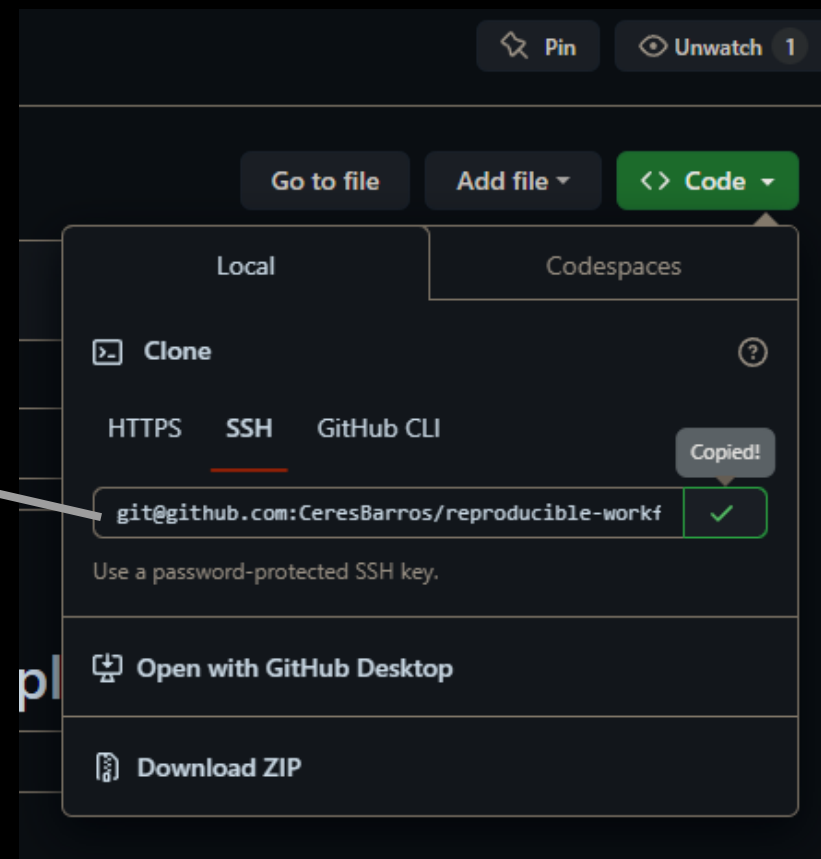 Pin
Unwatch 1
Go to file
Add file
<> Code
Local
Codespaces
Clone
HTTPS SSH GitHub CLI
Copied!
git@github.com:CeresBarros/reproducible-workf
Use a password-protected SSH key.
pl
Open with GitHub Desktop
Download ZIP